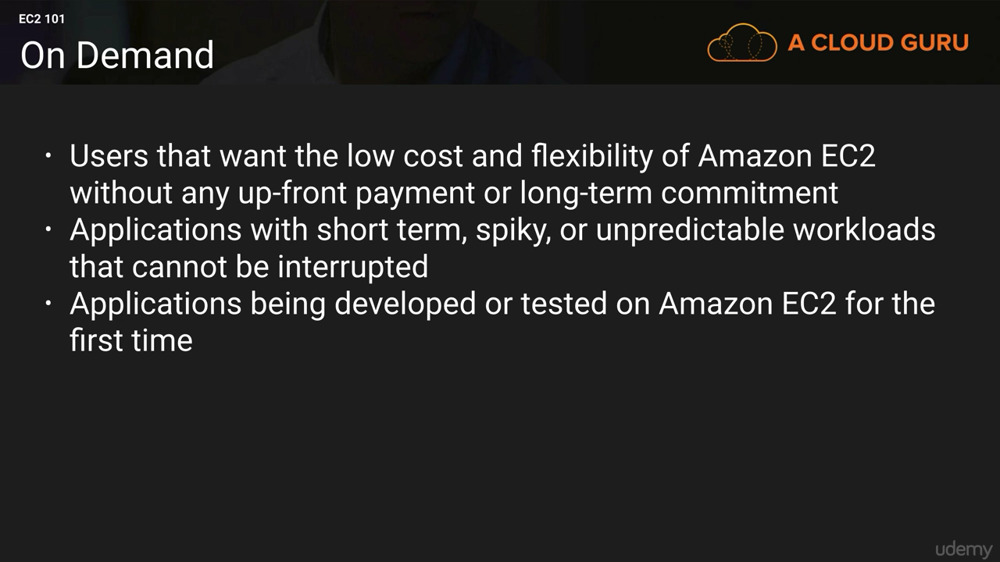 EC2 101
On Demand
A CLOUD GURU
• Users that want the low cost and flexibility of Amazon EC2
without any up-front payment or long-term commitment
• Applications with short term, spiky, or unpredictable workloads
that cannot be interrupted
• Applications being developed or tested on Amazon EC2 for the
first time
udemy